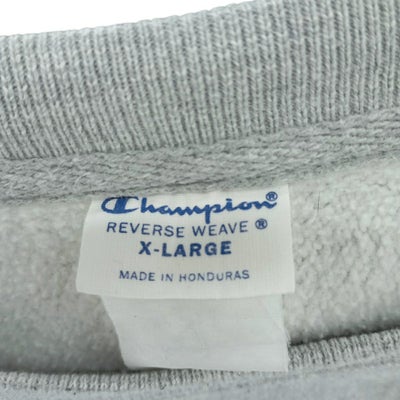 Champion®
REVERSE WEAVE®
X-LARGE
MADE IN HONDURAS